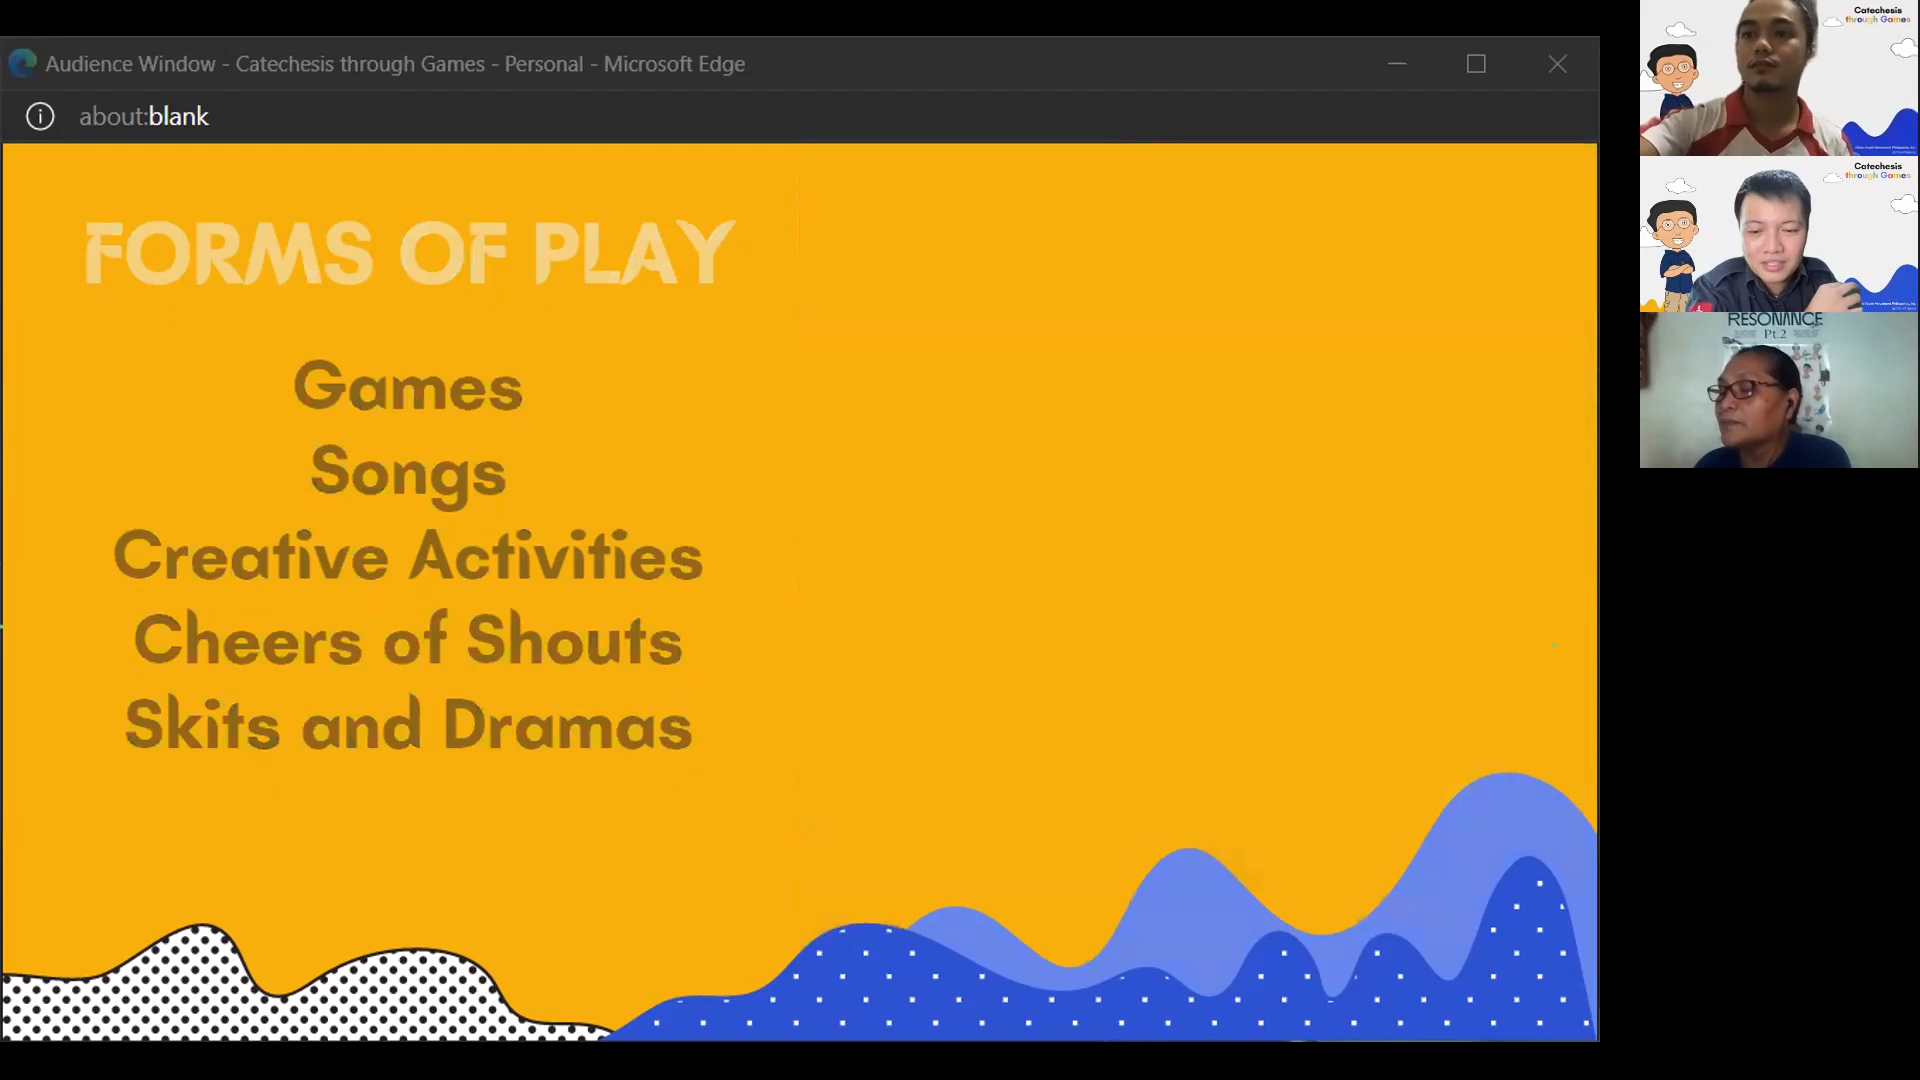 Audience Window - Catechesis through Games - Personal - Microsoft Edge
about:blank
FORMS OF PLAY
Games
Songs
Creative Activities
Cheers of Shouts
Skits and Dramas
Catechesis
through Games
Catechesis
through Games
RESONANCE
Pt.2